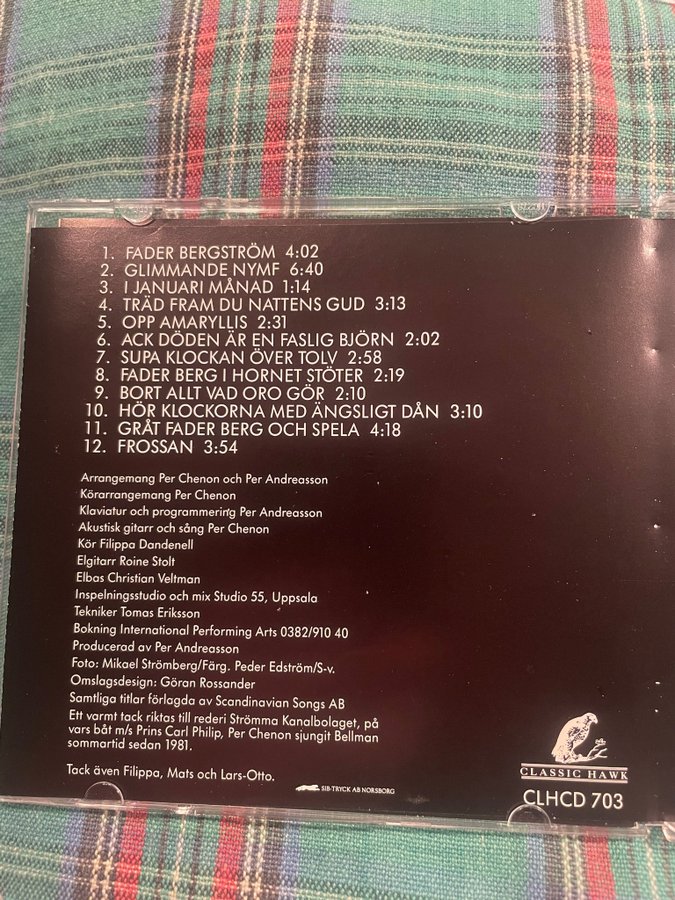 1. FADER BERGSTRÖM 4:02
2. GLIMMANDE NYMF 6:40
3. I JANUARI MÅNAD 1:14
4. TRÄD FRAM DU NATTENS GUD 3:13
5. OPP AMARYLLIS 2:31
6. ACK DÖDEN ÄR EN FASLIG BJÖRN 2:02
7. SUPA KLOCKAN ÖVER TOLV 2:58
8. FADER BERG I HORNET STÖTER 2:19
9. BORT ALLT VAD ORO GÖR 2:10
10. HÖR KLOCKORNA MED ÄNGSLIGT DÅN 3:10
11. GRÅT FADER BERG OCH SPELA 4:18
12. FROSSAN 3:54
Arrangemang Per Chenon och Per Andreasson
Körarrangemang Per Chenon
Klaviatur och programmering Per Andreasson
Akustisk gitarr och sång Per Chenon
Kör Filippa Dandenell
Elgitarr Roine Stolt
Elbas Christian Veltman
Inspelningsstudio och mix Studio 55, Uppsala
Tekniker Tomas Eriksson
Bokning International Performing Arts 0382/910 40
Producerad av Per Andreasson
Foto: Mikael Strömberg/Färg. Peder Edström/S-v.
Omslagsdesign: Göran Rossander
Samtliga titlar förlagda av Scandinavian Songs AB
Ett varmt tack riktas till rederi Strömma Kanalbolaget, på
vars båt m/s Prins Carl Philip, Per Chenon sjungit Bellman
sommartid sedan 1981.
Tack även Filippa, Mats och Lars-Otto.
SIB-TRYCK AB NORSBORG
CLASSIC HAWK
CLHCD 703